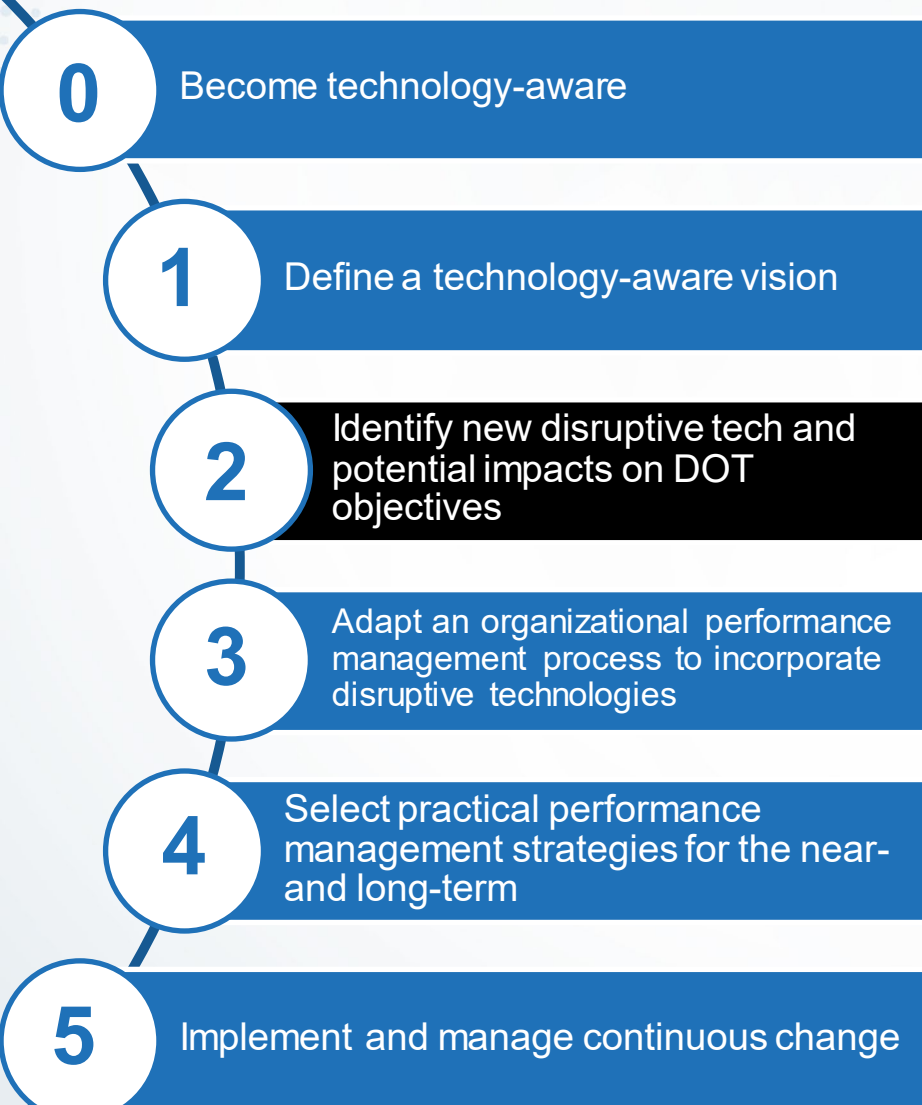 0
Become technology-aware
1
Define a technology-aware vision
2
Identify new disruptive tech and
potential impacts on DOT
objectives
3
Adapt an organizational performance
management process to incorporate
disruptive technologies
4
Select practical performance
management strategies for the near-
and long-term
5
Implement and manage continuous change